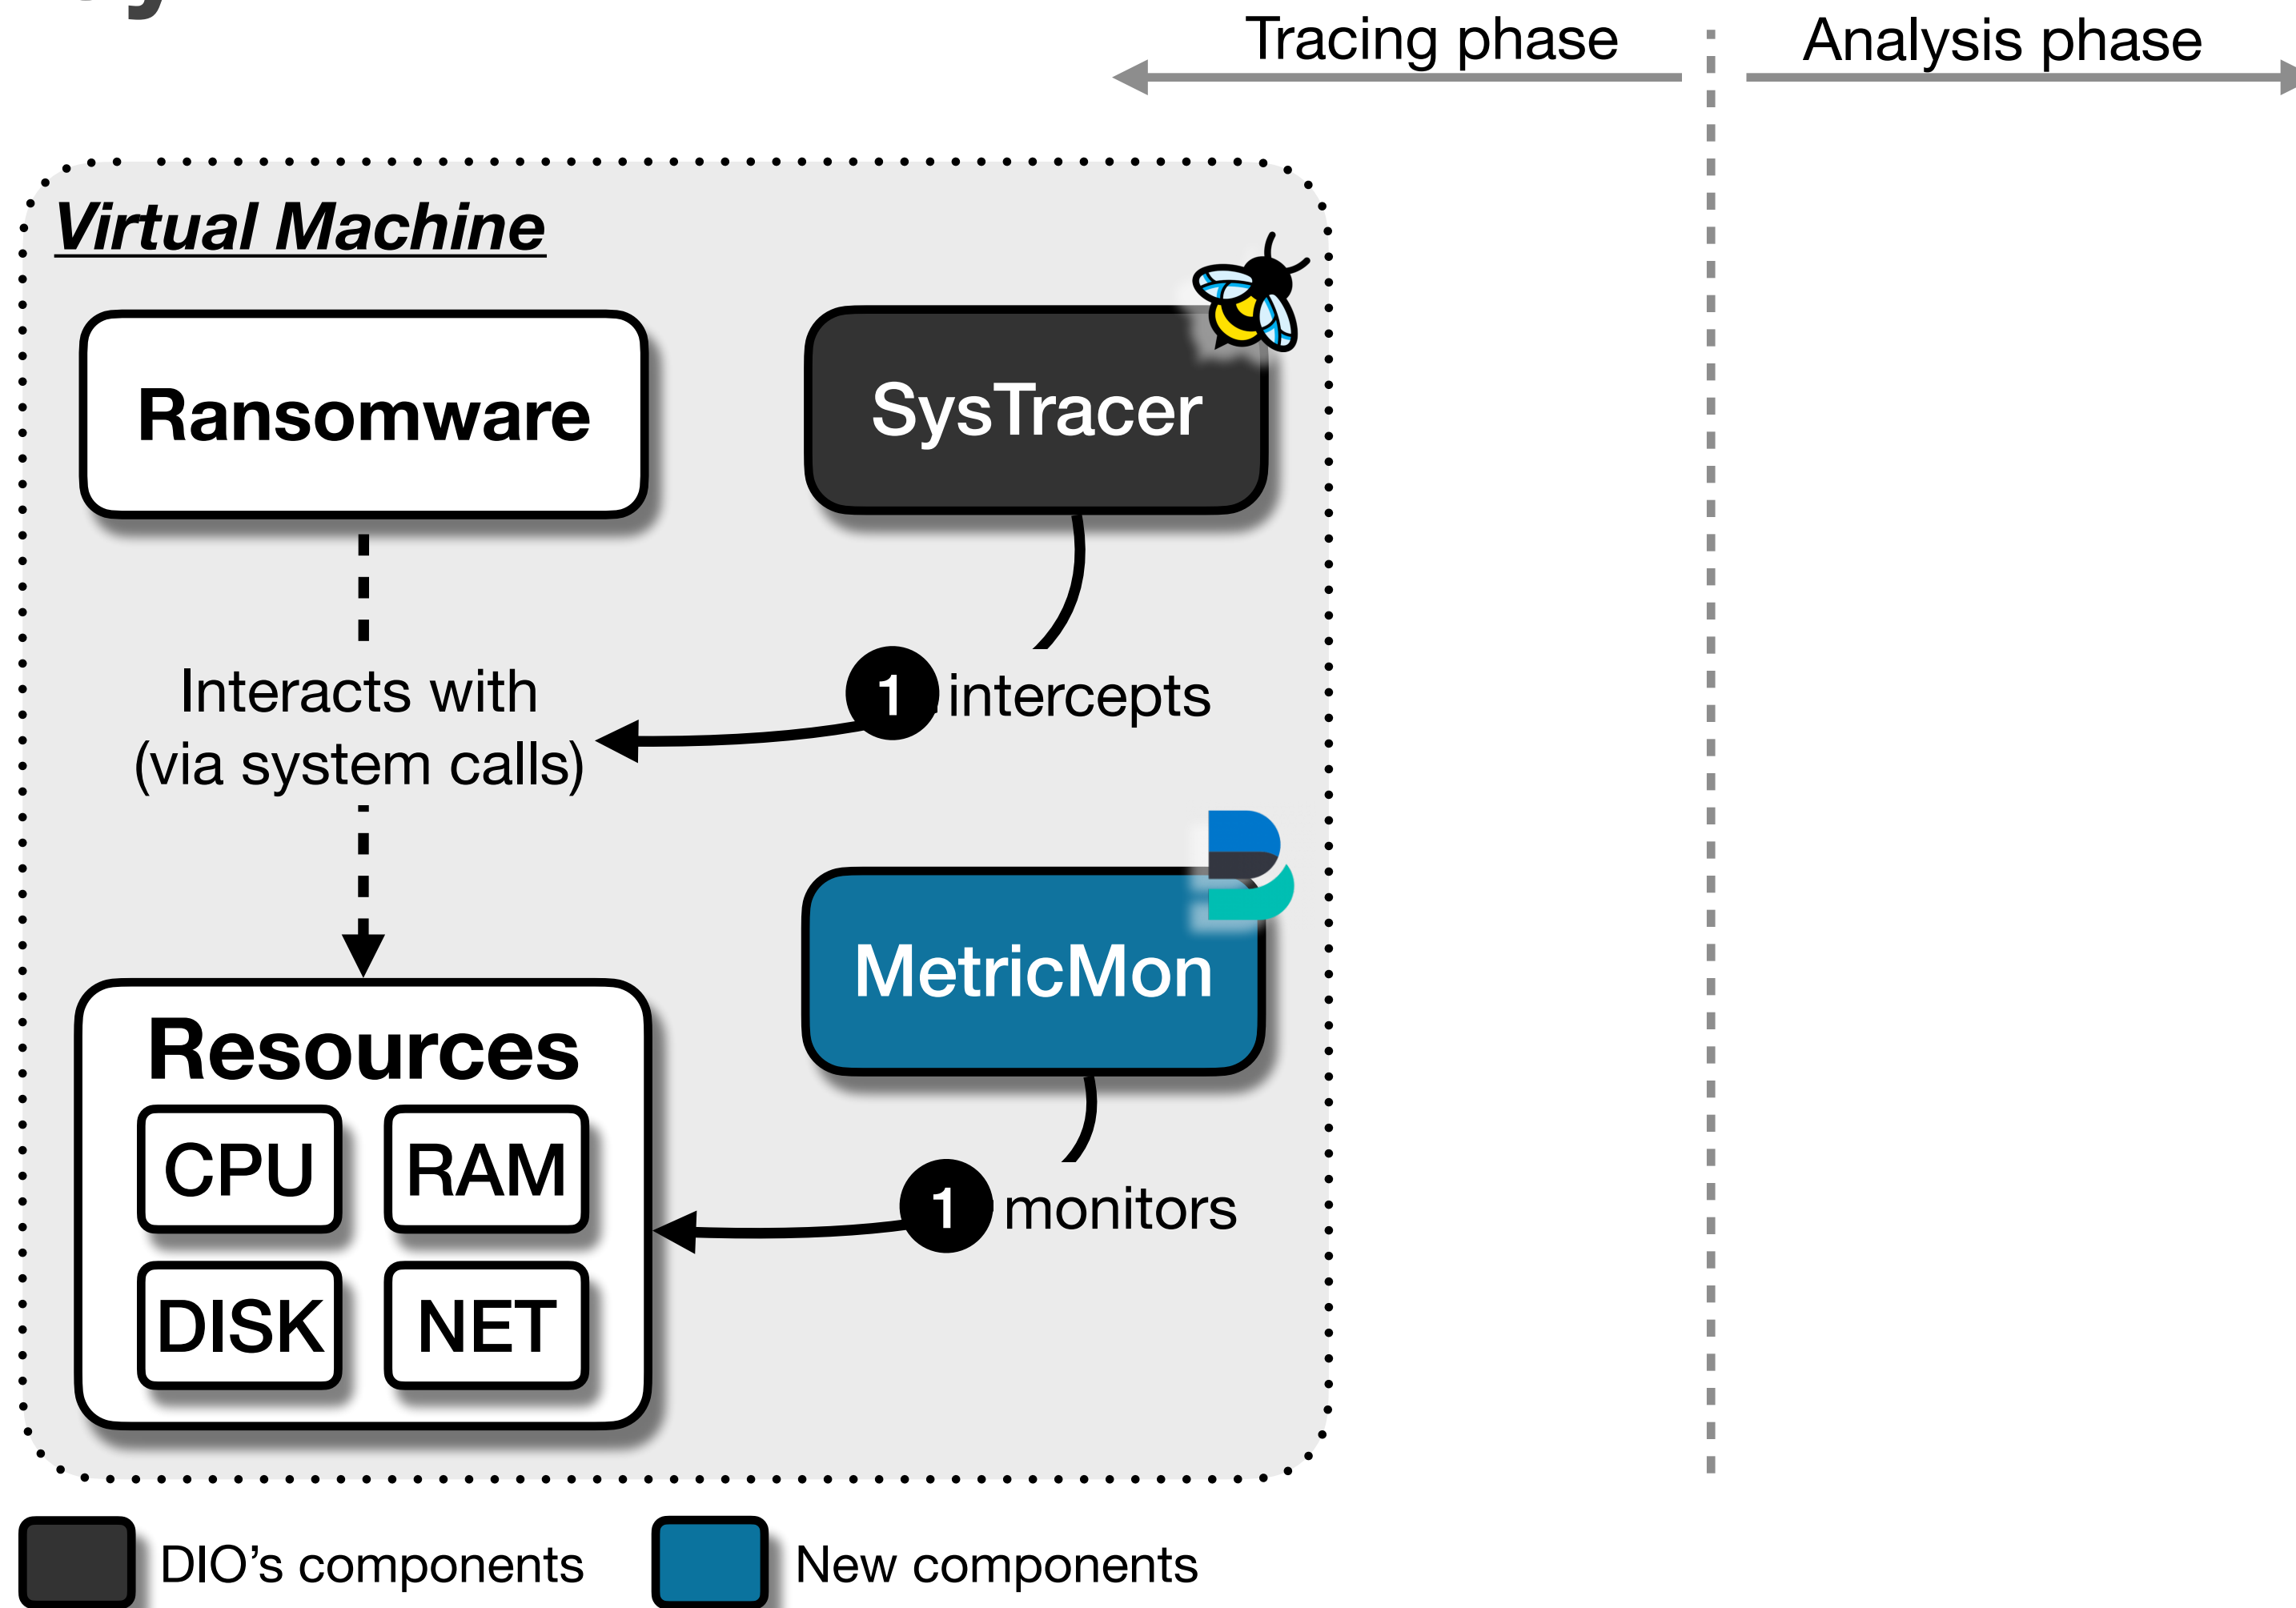 Tracing phase
Analysis phase
Virtual Machine
Ransomware
SysTracer
Interacts with
(via system calls)
1 intercepts
MetricMon
Resources
CPU
RAM
1 monitors
DISK
NET
DIO's components
New components